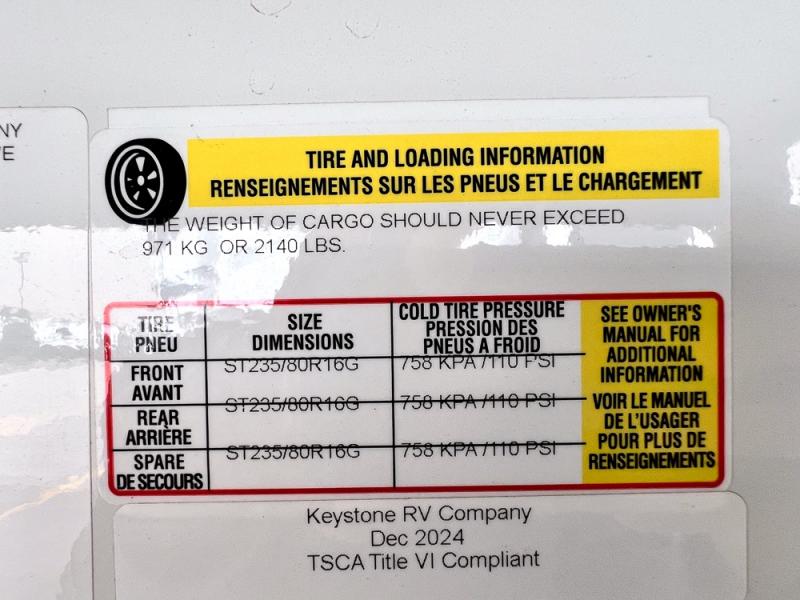 NY
E
TIRE AND LOADING INFORMATION
RENSEIGNEMENTS SUR LES PNEUS ET LE CHARGEMENT
THE WEIGHT OF CARGO SHOULD NEVER EXCEED
971 KG OR 2140 LBS.
TIRE
PNEU
SIZE
DIMENSIONS
COLD TIRE PRESSURE
PRESSION DES
PNEUS A FROID
FRONT
AVANT
ST235/80R16G
758 KPA /110 PSI
REAR
ARRIÈRE
ST235/80R16G
758 KPA /110 PSI
SPARE
DE SECOURS
ST235/80R16G
758 KPA /110 PSI
SEE OWNER'S
MANUAL FOR
ADDITIONAL
INFORMATION
VOIR LE MANUEL
DE L'USAGER
POUR PLUS DE
RENSEIGNEMENTS
Keystone RV Company
Dec 2024
TSCA Title VI Compliant